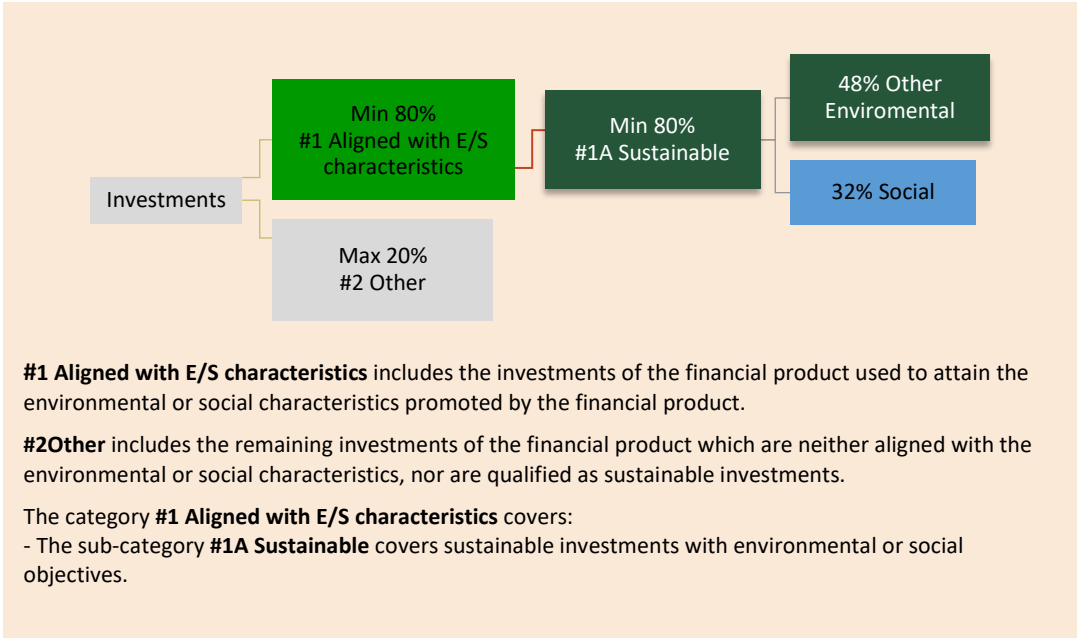 Investments
Min 80%
#1 Aligned with E/S
characteristics
Max 20%
#2 Other
Min 80%
#1A Sustainable
48% Other
Enviromental
32% Social
#1 Aligned with E/S characteristics includes the investments of the financial product used to attain the
environmental or social characteristics promoted by the financial product.
#2Other includes the remaining investments of the financial product which are neither aligned with the
environmental or social characteristics, nor are qualified as sustainable investments.
The category #1 Aligned with E/S characteristics covers:
- The sub-category #1A Sustainable covers sustainable investments with environmental or social
objectives.